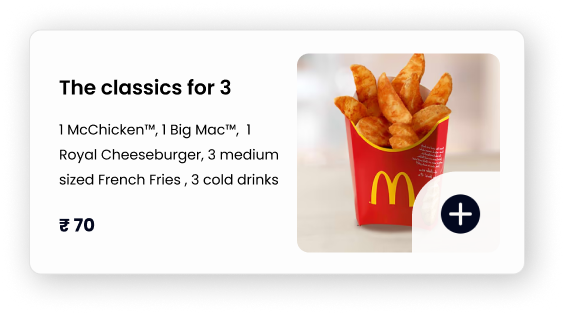 The classics for 3
1 McChicken™, 1 Big Mac™, 1
Royal Cheeseburger, 3 medium
sized French Fries , 3 cold drinks
₹ 70